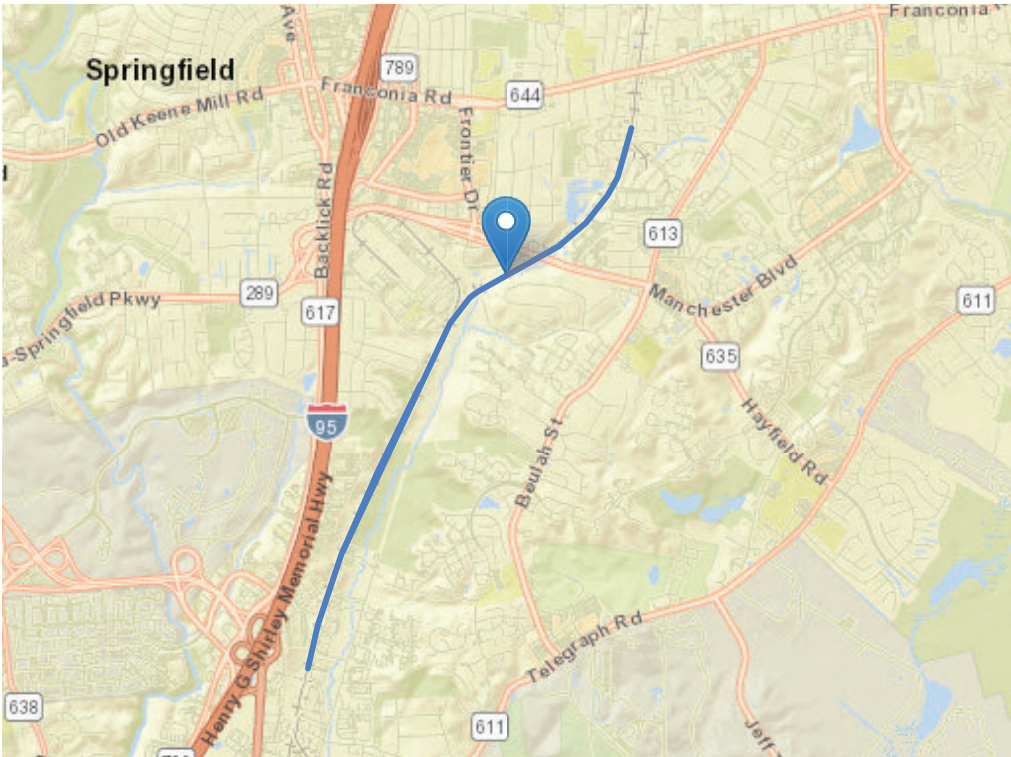 Franconia R
Ave
Springfield
789
Franconia Rd
644
Old Keene Mill Rd
Frontier Dr
Backlick Rd
613
289
617
Manchester Blvd
611
a-Springfield Pkwy
635
95
Hayfield Rd
Beulah St
Henry G Shirley Memorial Hwy
Telegraph Rd
638
611
Jeff